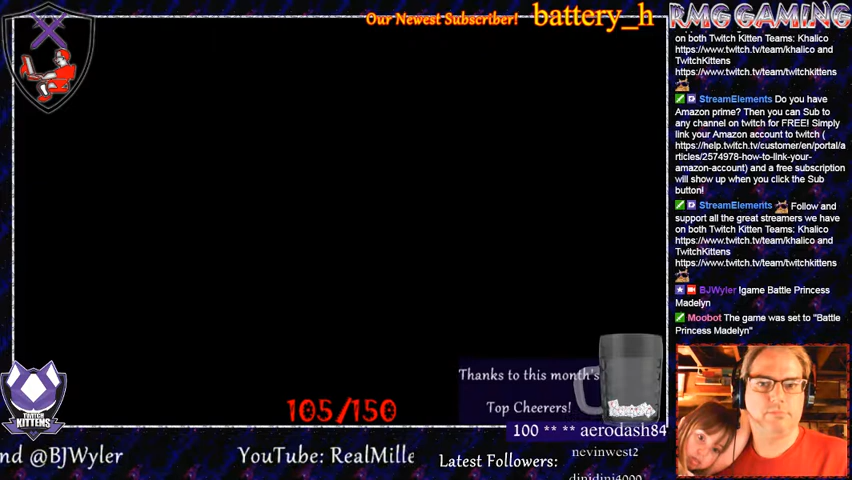 Our Newest Subscriber!
battery_h
RMG GAMING
on both Twitch Kitten Teams: Khalico
https://www.twitch.tv/team/khalico and
TwitchKittens
https://www.twitch.tv/team/twitchkittens
StreamElements Do you have
Amazon prime? Then you can Sub to
any channel on twitch for FREE! Simply
link your Amazon account to twitch (
https://help.twitch.tv/customer/en/portal/a
rticles/2574978-how-to-link-your-
amazon-account) and a free subscription
will show up when you click the Sub
button!
StreamElements Follow and
support all the great streamers we have
on both Twitch Kitten Teams: Khalico
https://www.twitch.tv/team/khalico and
TwitchKittens
https://www.twitch.tv/team/twitchkittens
BJWyler !game Battle Princess
Madelyn
Moobot The game was set to "Battle
Princess Madelyn"
Thanks to this month's
Top Cheerers!
105/150
100 ** ** aerodash84
TWITCH
KITTENS
nd @BJWyler
YouTube: RealMille
Latest Followers:
nevinwest2
dinidini4000